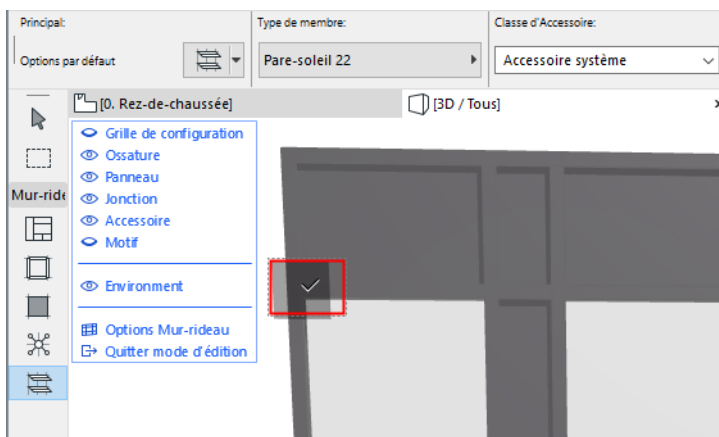 Principal:
Type de membre:
Classe d'Accessoire:
Options par défaut
Pare-soleil 22
Accessoire système
[0. Rez-de-chaussée]
[3D / Tous]
Mur-ride
Grille de configuration
Ossature
Panneau
Jonction
Accessoire
Motif
Environment
Options Mur-rideau
Quitter mode d'édition